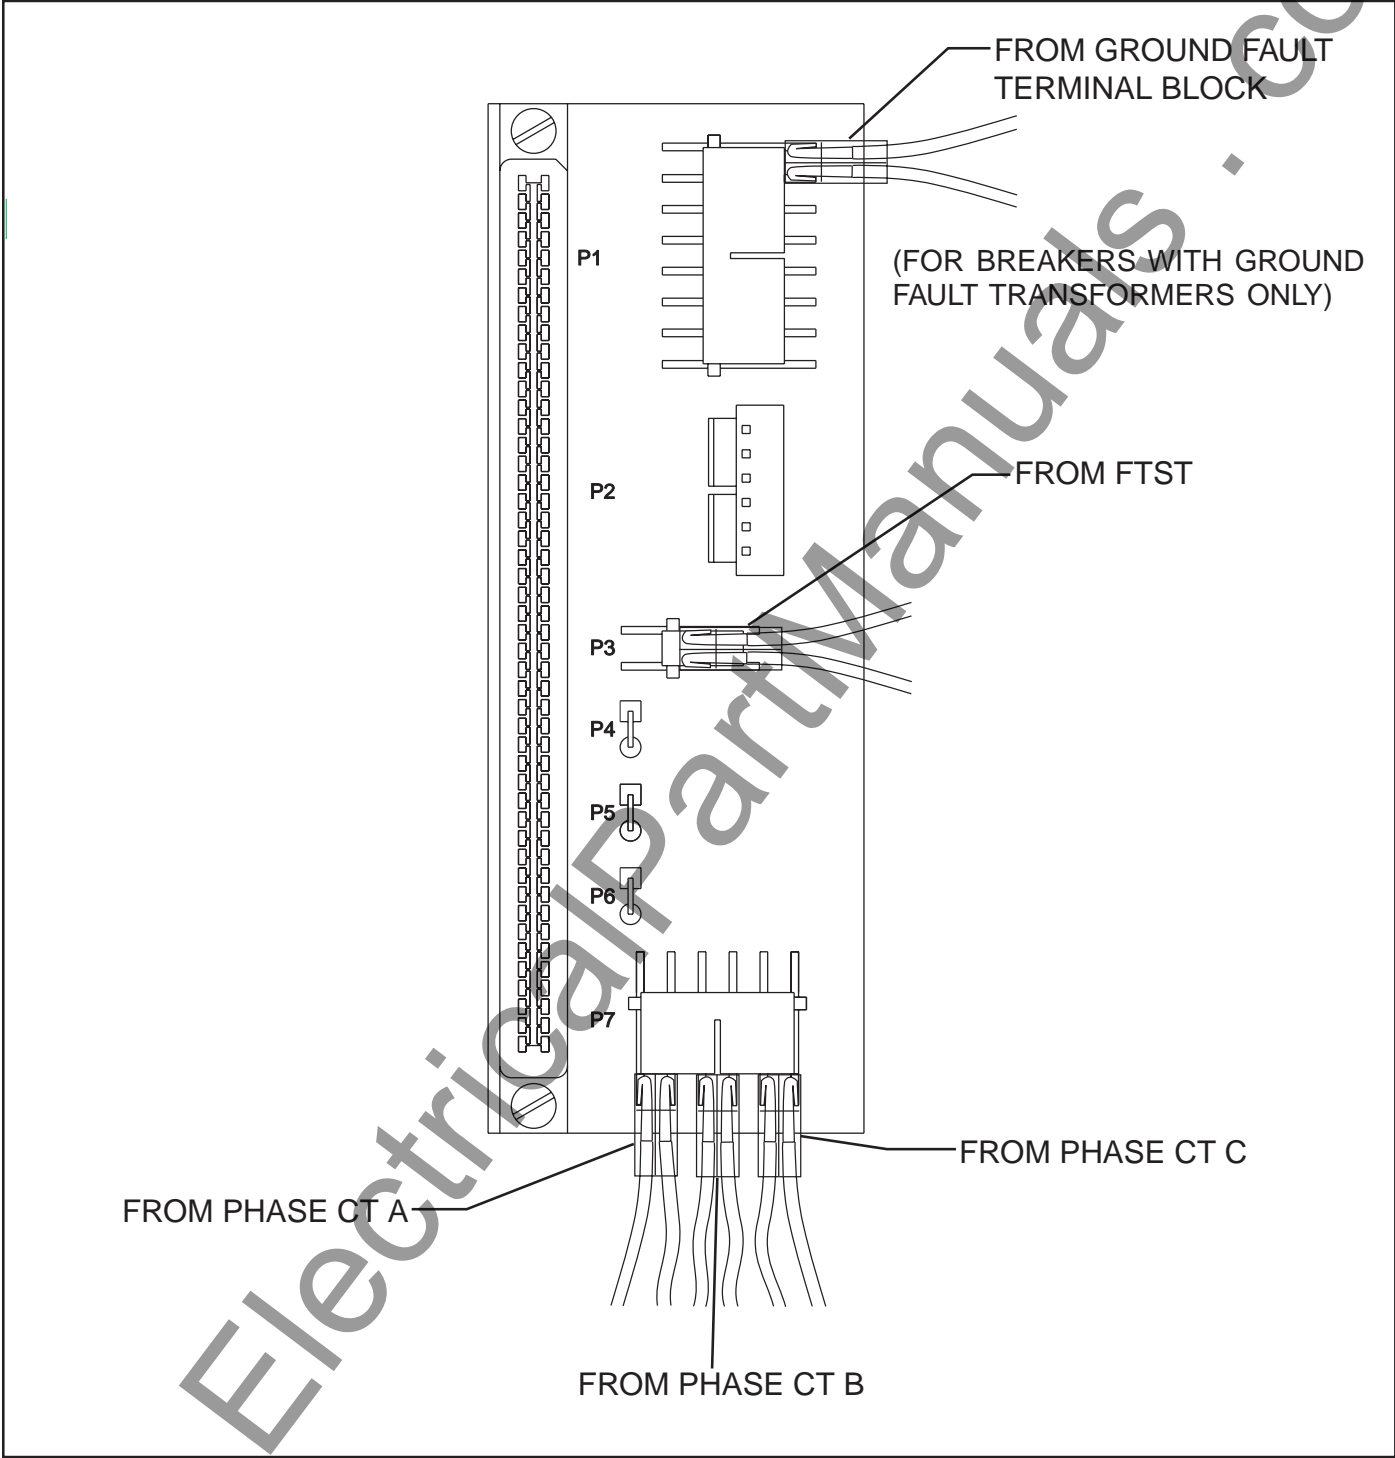 FROM GROUND FAULT
TERMINAL BLOCK
P1
(FOR BREAKERS WITH GROUND
FAULT TRANSFORMERS ONLY)
FROM FTST
P2
P3
P4
P5
P6
P7
FROM PHASE CT C
FROM PHASE CT A
FROM PHASE CT B
ElectricalPartManuals . co